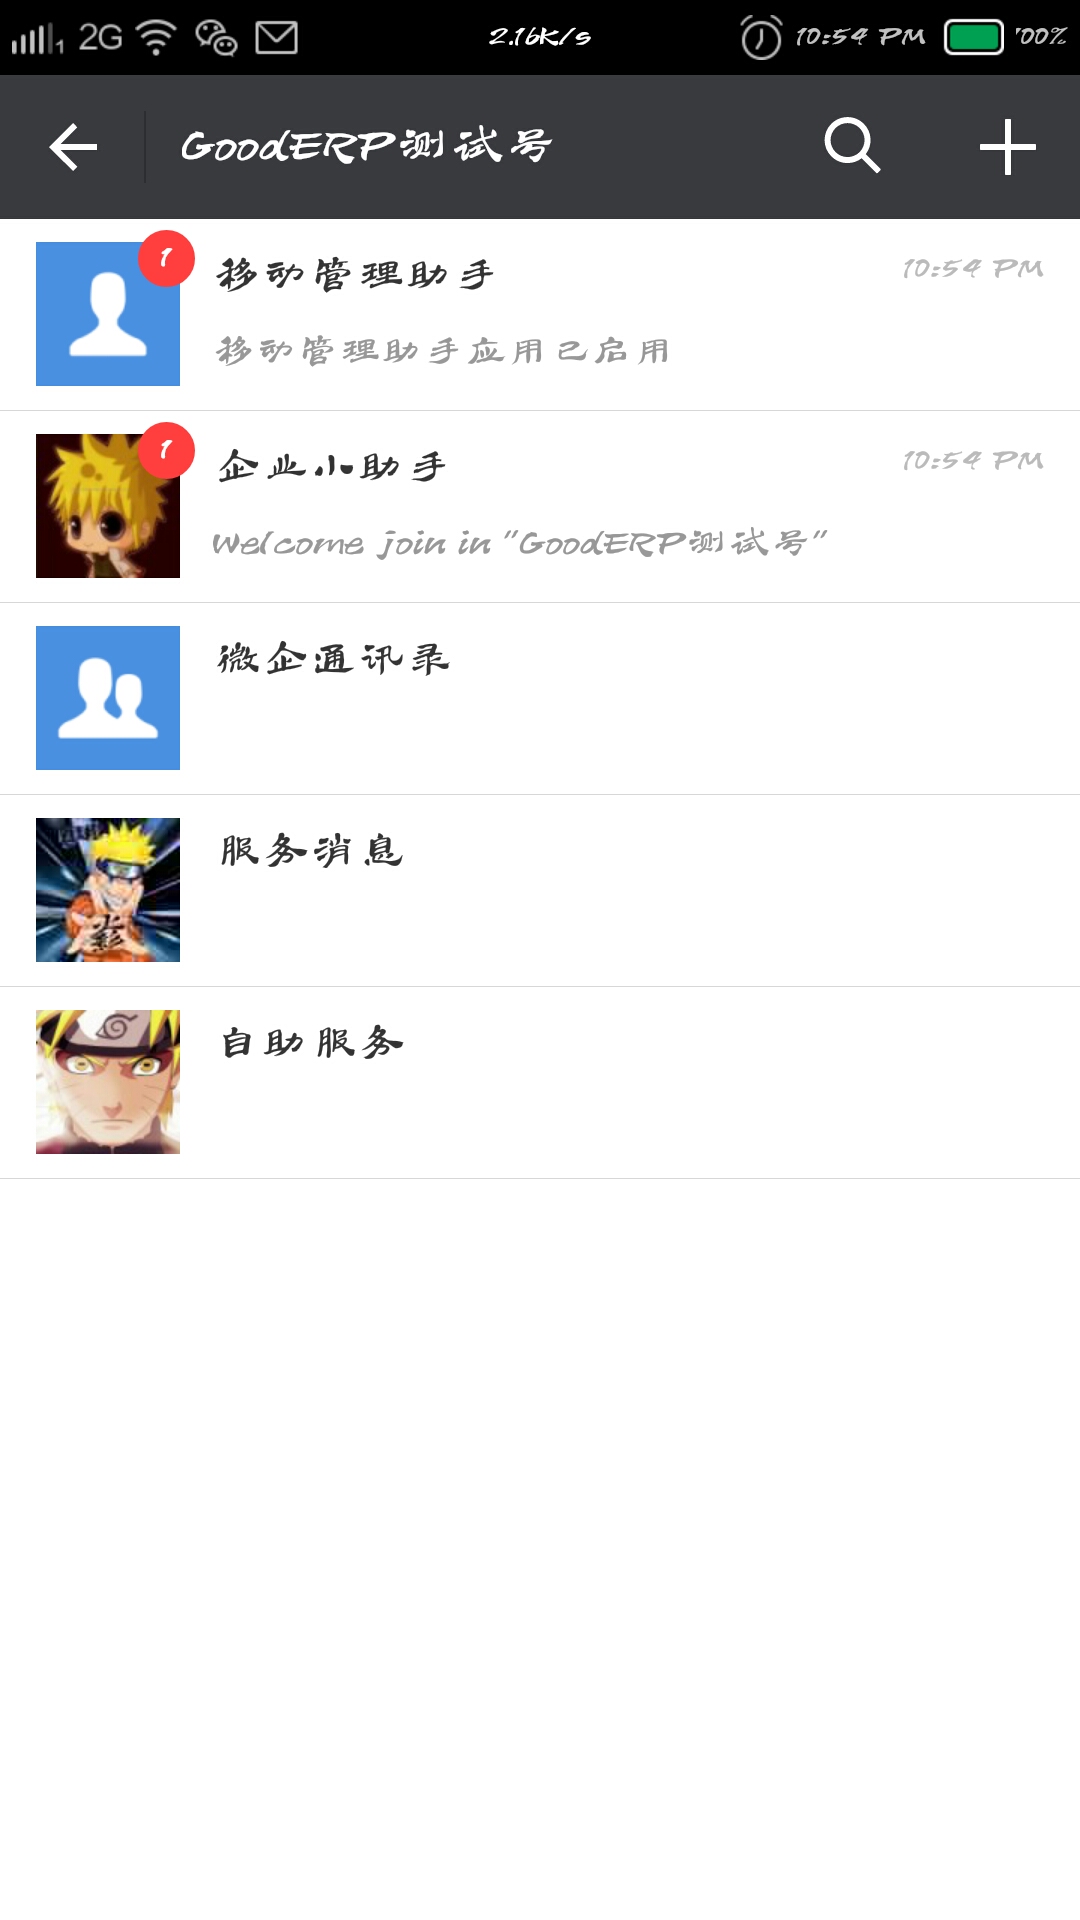 1 2G 2.16K/s 10:54 PM 100%
GoodERP测试号
1
移动管理助手 10:54 PM
移动管理助手应用已启用
1
企业小助手 10:54 PM
Welcome join in "GoodERP测试号"
微企通讯录
服务消息
自助服务